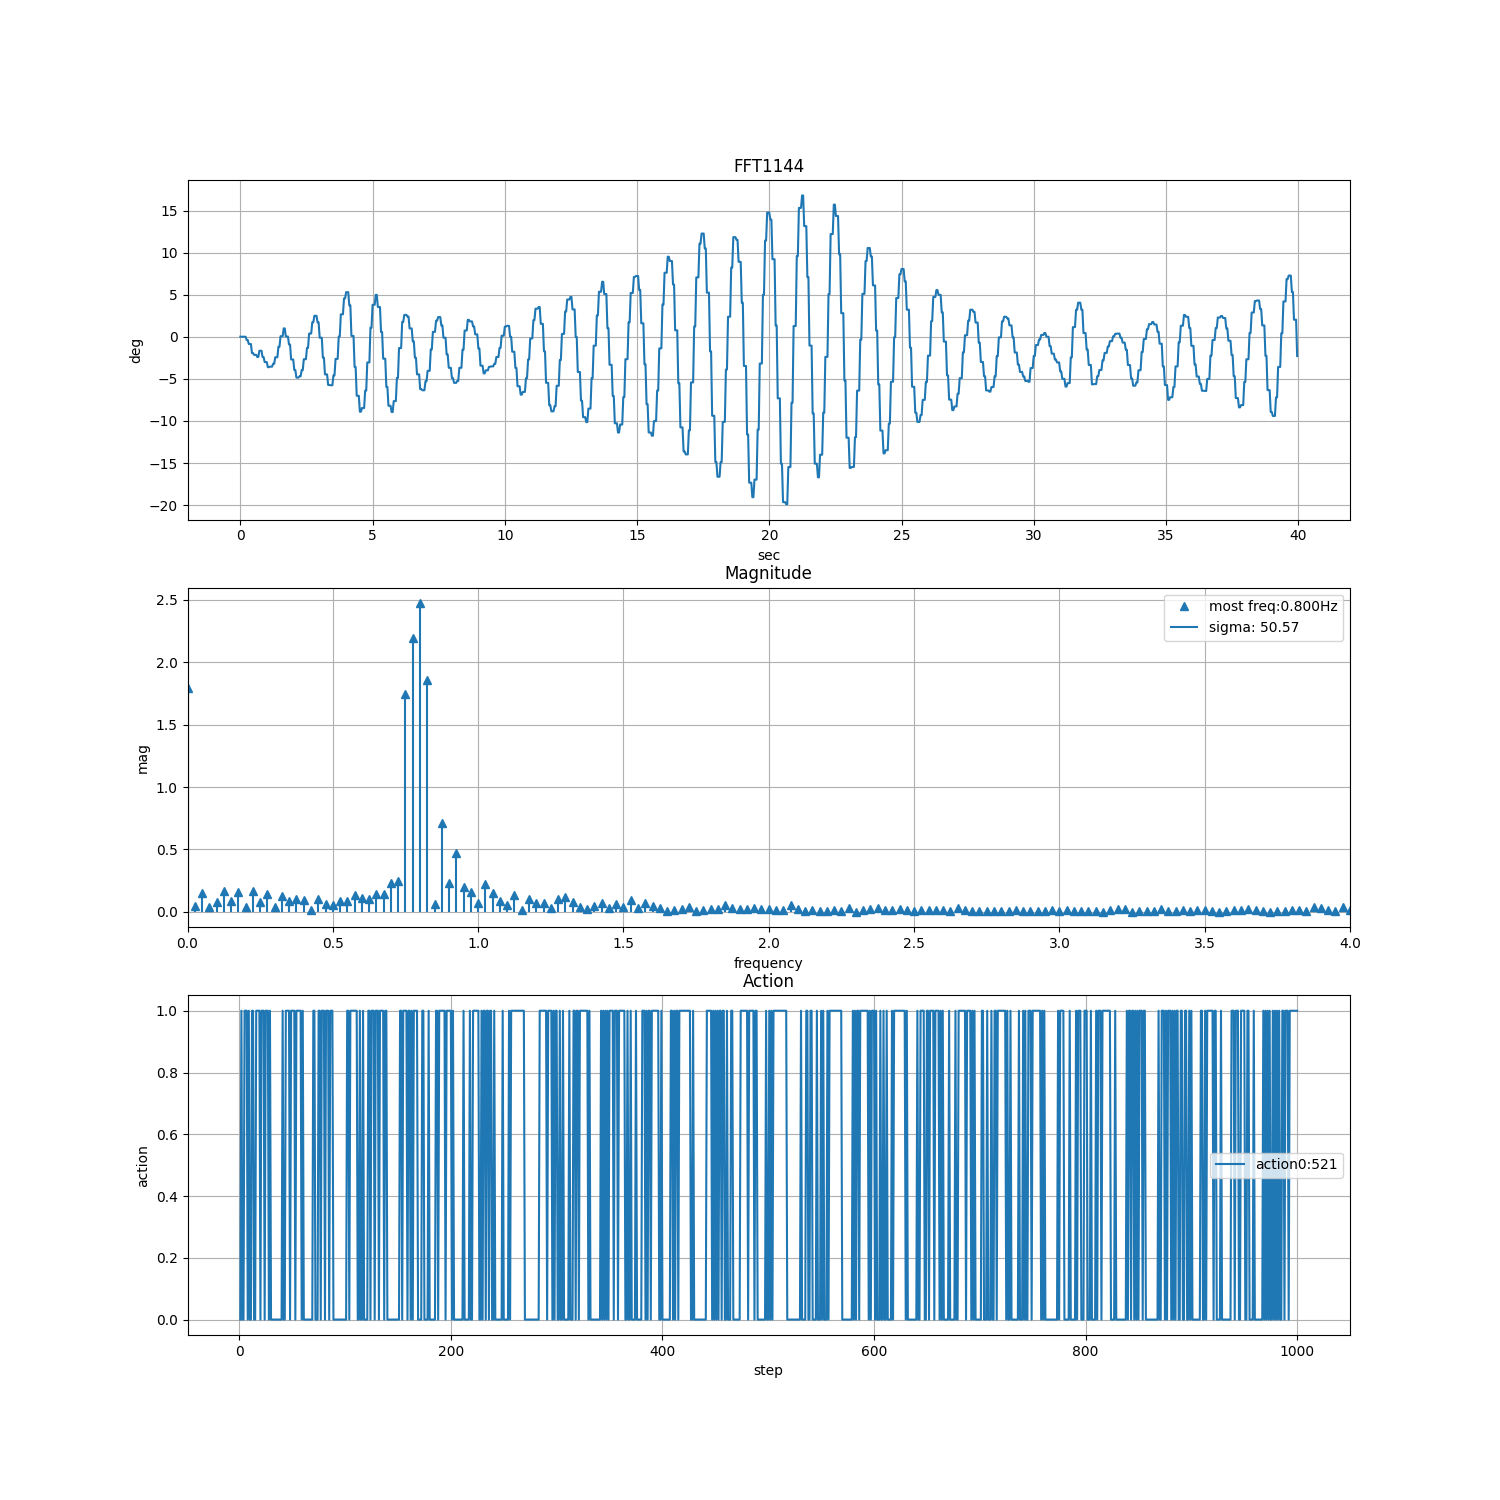 FFT1144
15
10
5
0
−5
−10
−15
−20
deg
0 5 10 15 20 25 30 35 40
sec
Magnitude
2.5
2.0
1.5
1.0
0.5
0.0
mag
most freq:0.800Hz
sigma: 50.57
0.0 0.5 1.0 1.5 2.0 2.5 3.0 3.5 4.0
frequency
Action
1.0
0.8
0.6
0.4
0.2
0.0
action
action0:521
0 200 400 600 800 1000
step